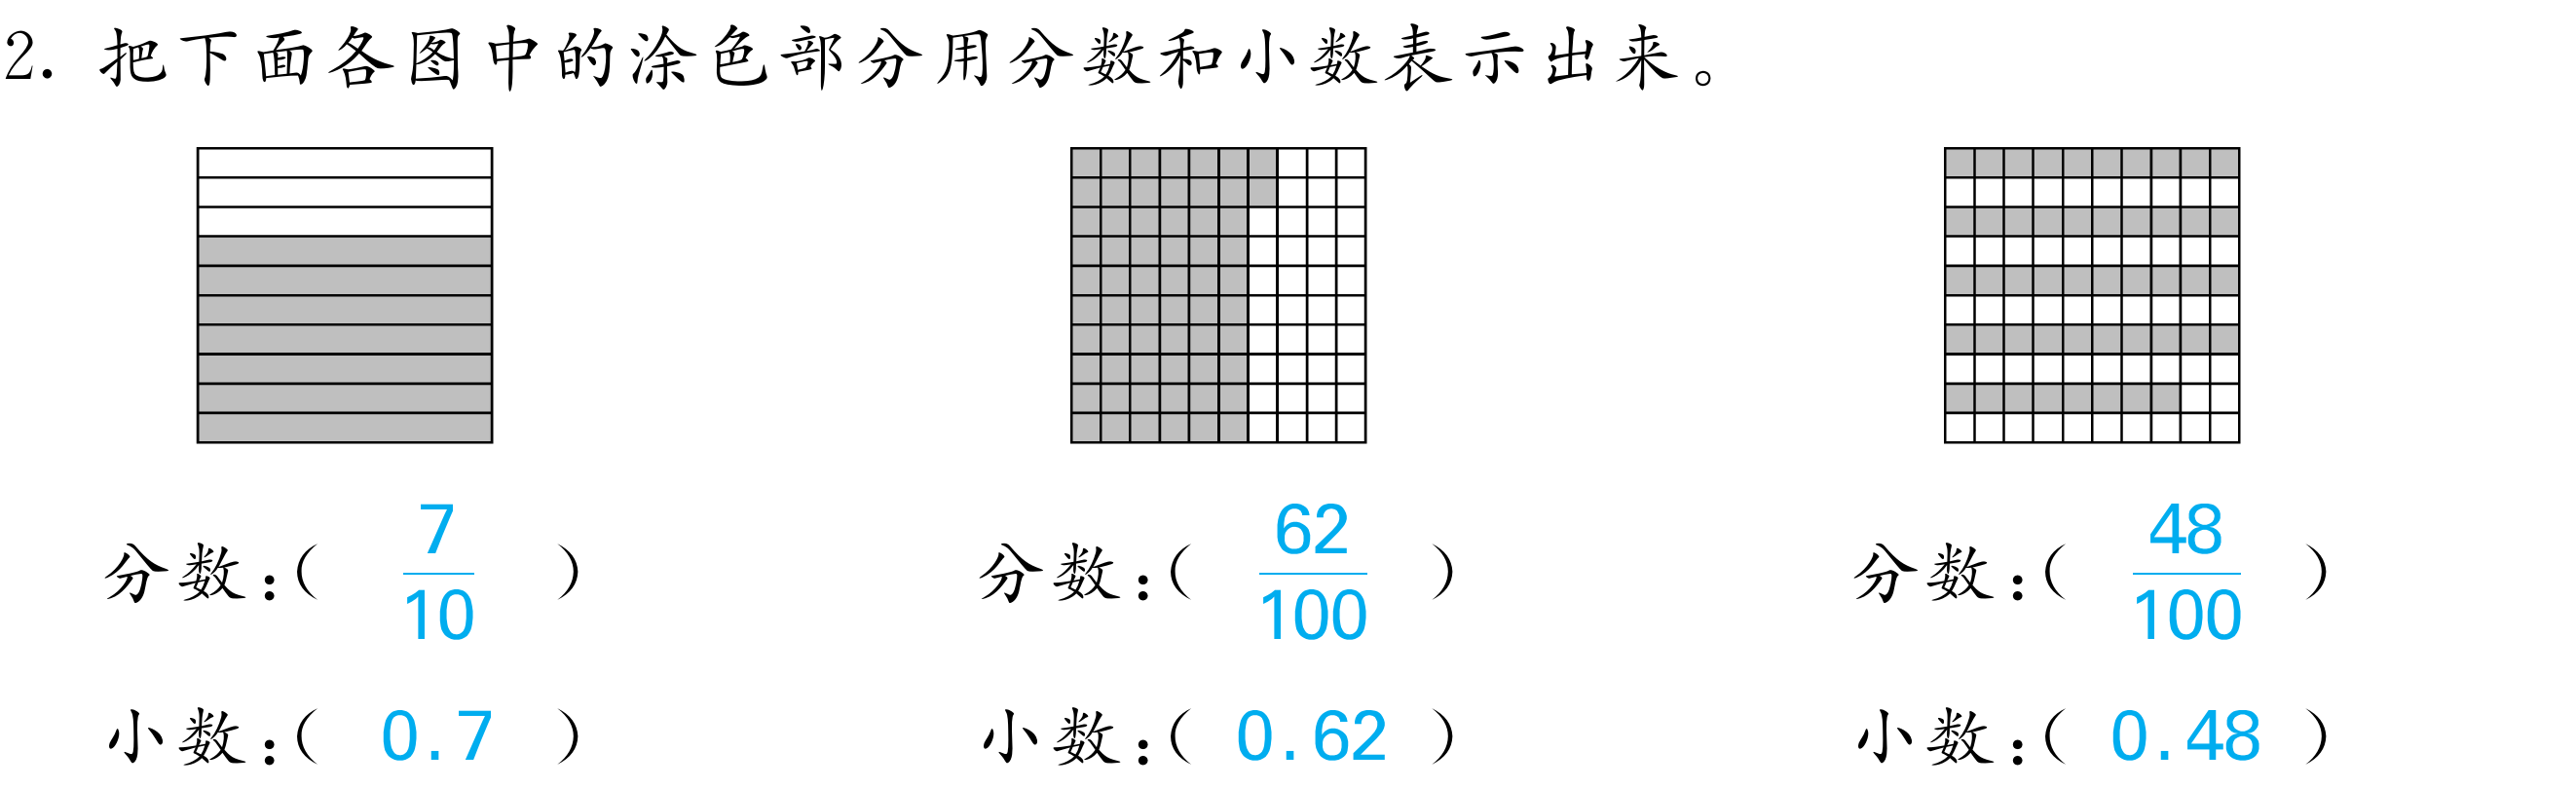 2. 把下面各图中的涂色部分用分数和小数表示出来。
分数：（ 7/10 ） 分数：（ 62/100 ） 分数：（ 48/100 ）
小数：（ 0.7 ） 小数：（ 0.62 ） 小数：（ 0.48 ）